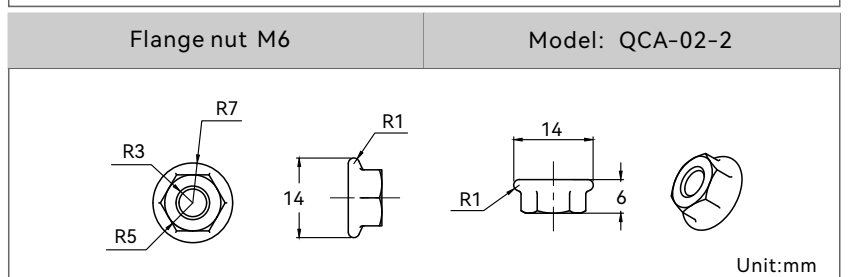 Flange nut M6
Model: QCA-02-2
R7
R3
R5
R1
14
14
R1
6
Unit:mm